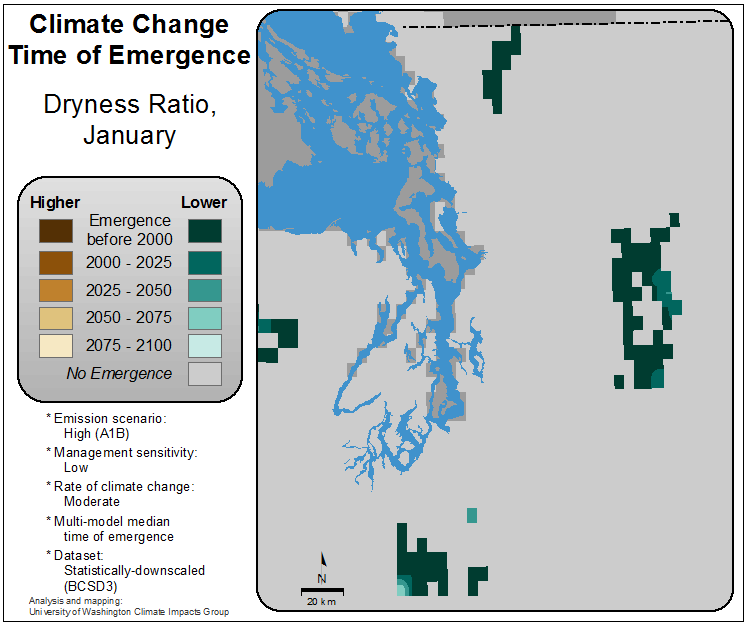 Climate Change
Time of Emergence
Dryness Ratio,
January
Higher Lower
Emergence
before 2000
2000 - 2025
2025 - 2050
2050 - 2075
2075 - 2100
No Emergence
* Emission scenario:
High (A1B)
* Management sensitivity:
Low
* Rate of climate change:
Moderate
* Multi-model median
time of emergence
* Dataset:
Statistically-downscaled
(BCSD3)
Analysis and mapping:
University of Washington Climate Impacts Group
N
20 km